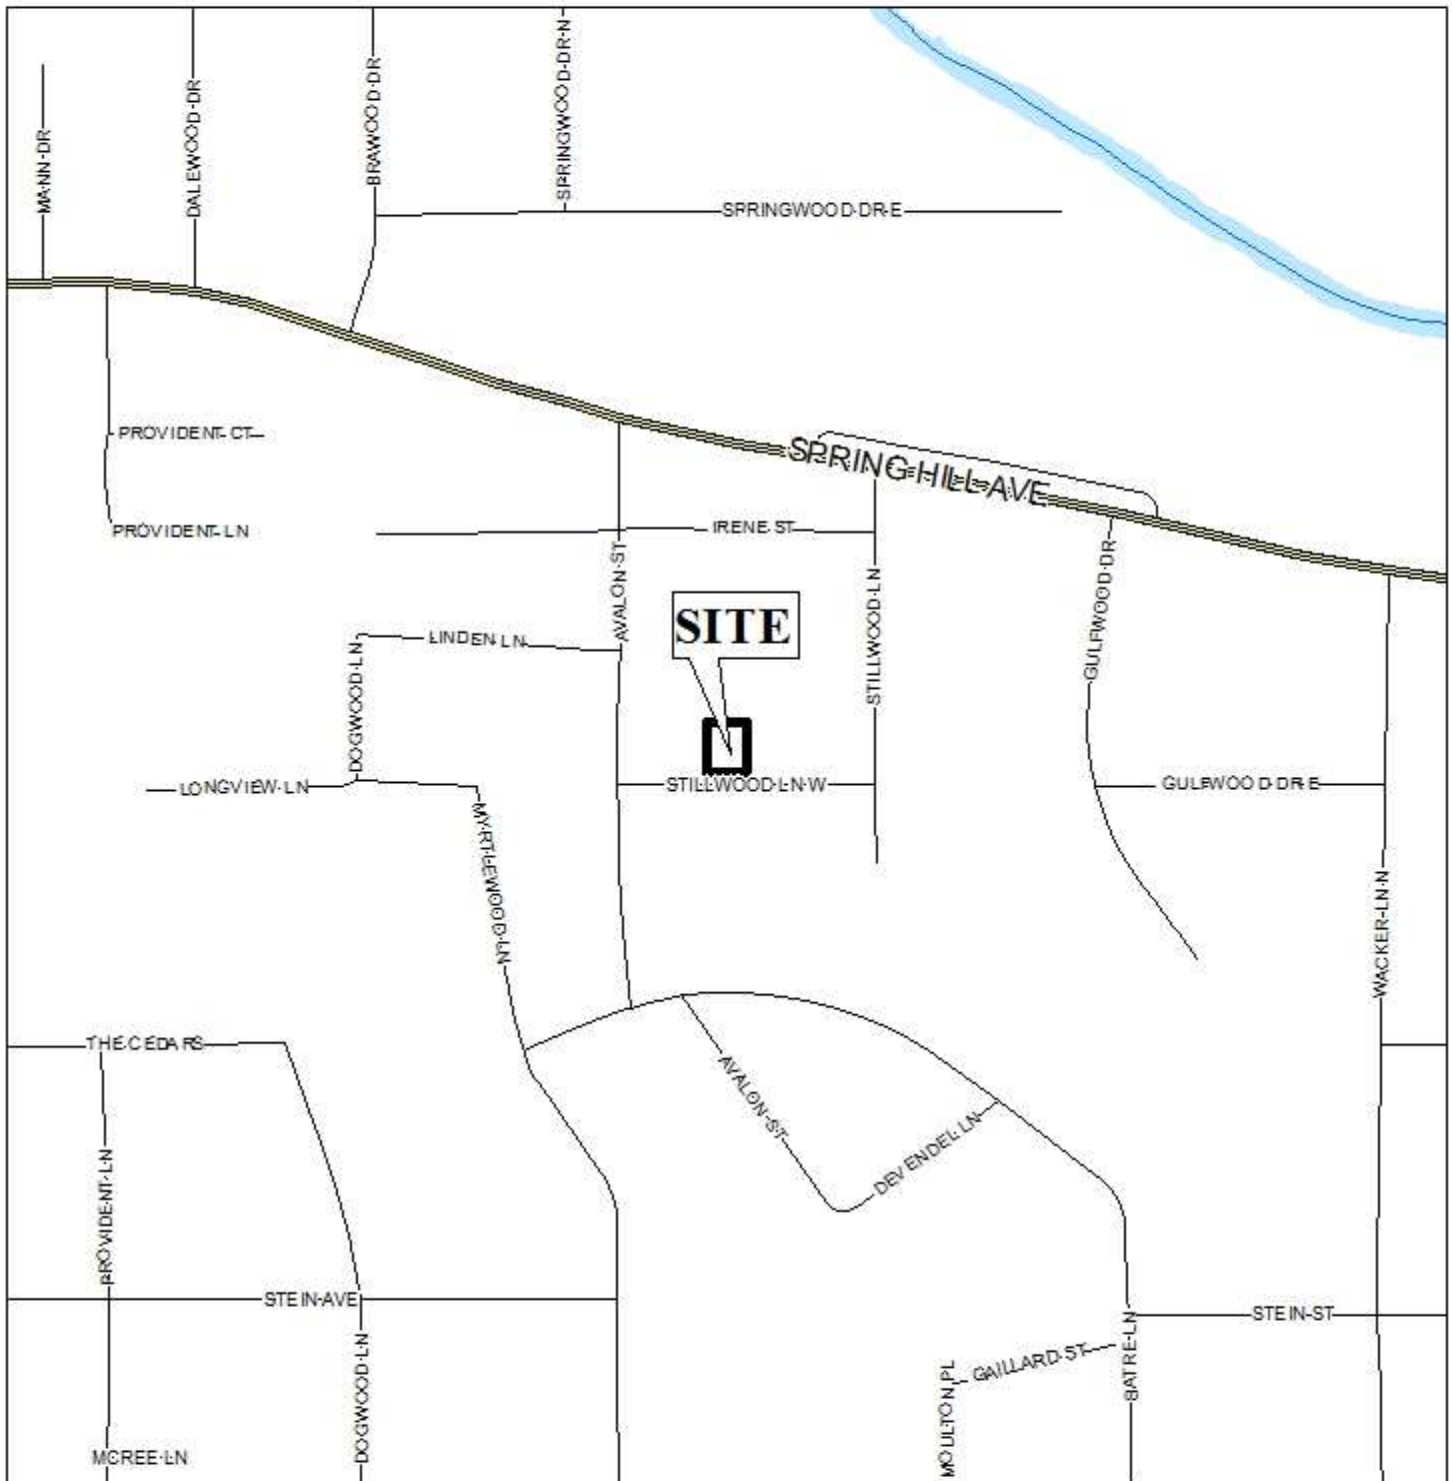 MANN DR
DALEWOOD DR
BRAWOOD DR
SPRINGWOOD DR N
SPRINGWOOD DR E
PROVIDENT CT
SPRING HILL AVE
PROVIDENT LN
IRENE ST
AVALON ST
STILLWOOD LN
GULFWOOD DR
SITE
LINDEN LN
DOGWOOD LN
LONGVIEW LN
STILLWOOD LN W
GULFWOOD DR E
MYRTLEWOOD LN
WACKER LN N
THE CEDARS
AVALON ST
DEVENDEL LN
PROVIDENT LN
STEIN AVE
STEIN ST
DOGWOOD LN
GAILLARD ST
BATRE LN
MOULTON PL
MCREE LN